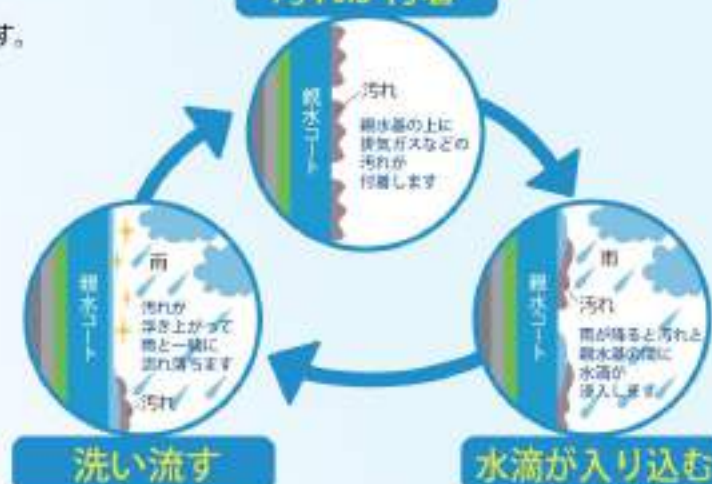 す。
親水コート
汚れ
親水基の上に
排気ガスなどの
汚れが
付着します
親水コート
雨
汚れ
雨が降ると汚れと
親水基の間に
水滴が
浸入します
水滴が入り込む
親水コート
雨
汚れが
浮き上がって
雨と一緒に
流れ落ちます
汚れ
洗い流す